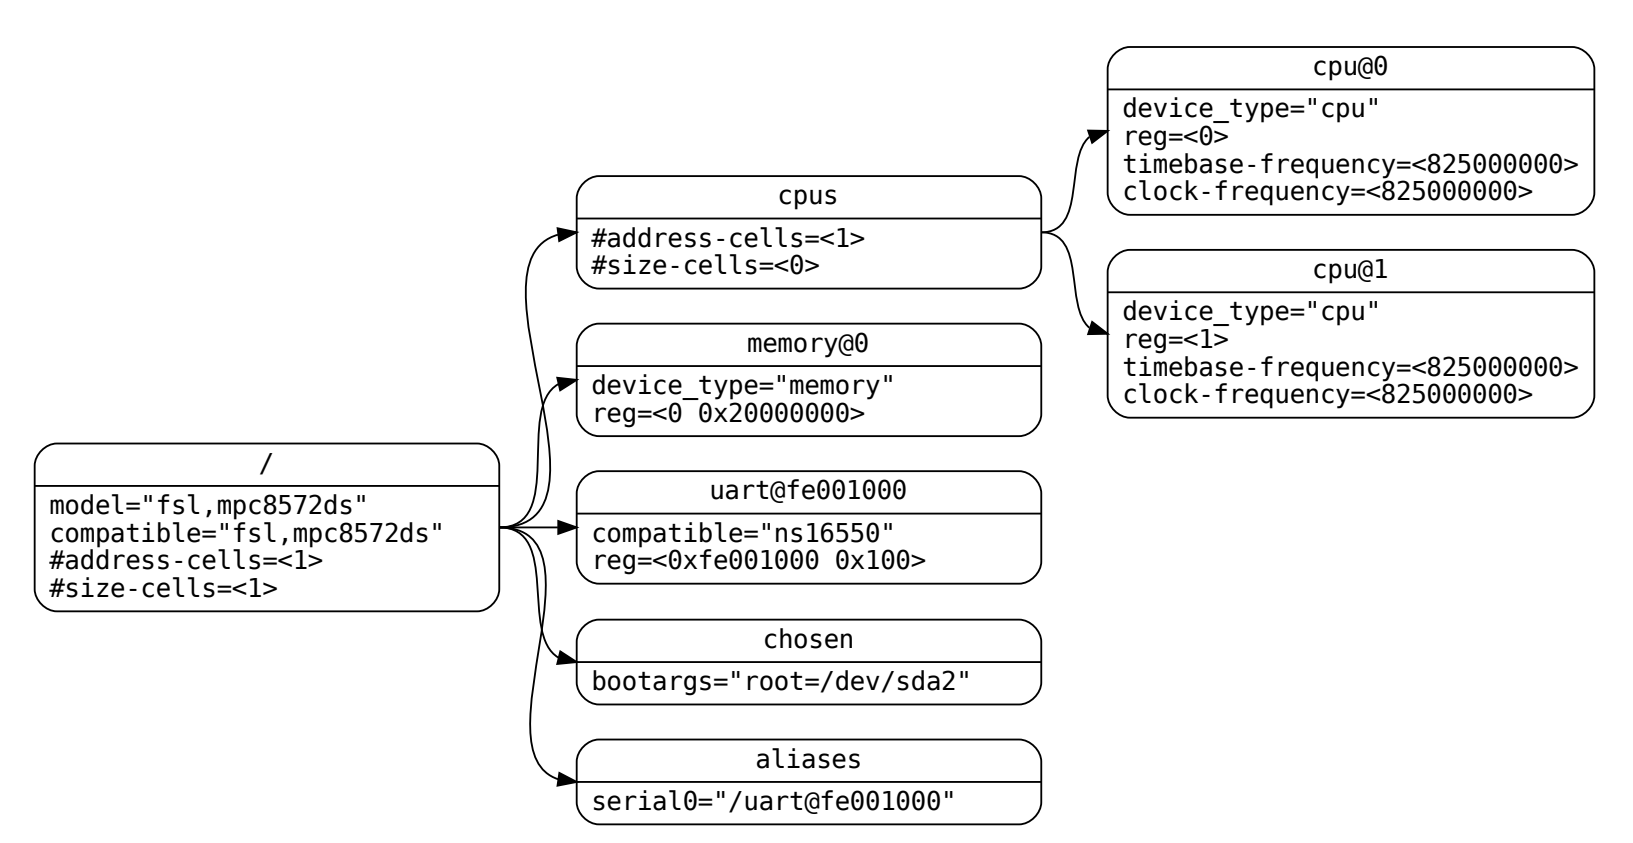 /
model="fsl,mpc8572ds"
compatible="fsl,mpc8572ds"
#address-cells=<1>
#size-cells=<1>
cpus
#address-cells=<1>
#size-cells=<0>
memory@0
device_type="memory"
reg=<0 0x20000000>
uart@fe001000
compatible="ns16550"
reg=<0xfe001000 0x100>
chosen
bootargs="root=/dev/sda2"
aliases
serial0="/uart@fe001000"
cpu@0
device_type="cpu"
reg=<0>
timebase-frequency=<825000000>
clock-frequency=<825000000>
cpu@1
device_type="cpu"
reg=<1>
timebase-frequency=<825000000>
clock-frequency=<825000000>